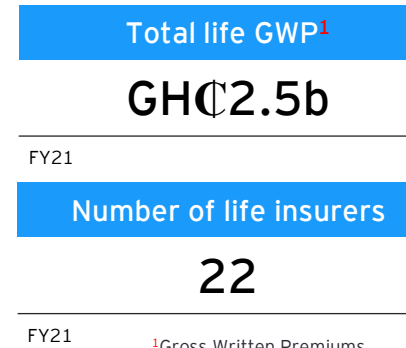 Total life GWP¹
GH₵2.5b
FY21
Number of life insurers
22
FY21
¹Gross Written Premiums